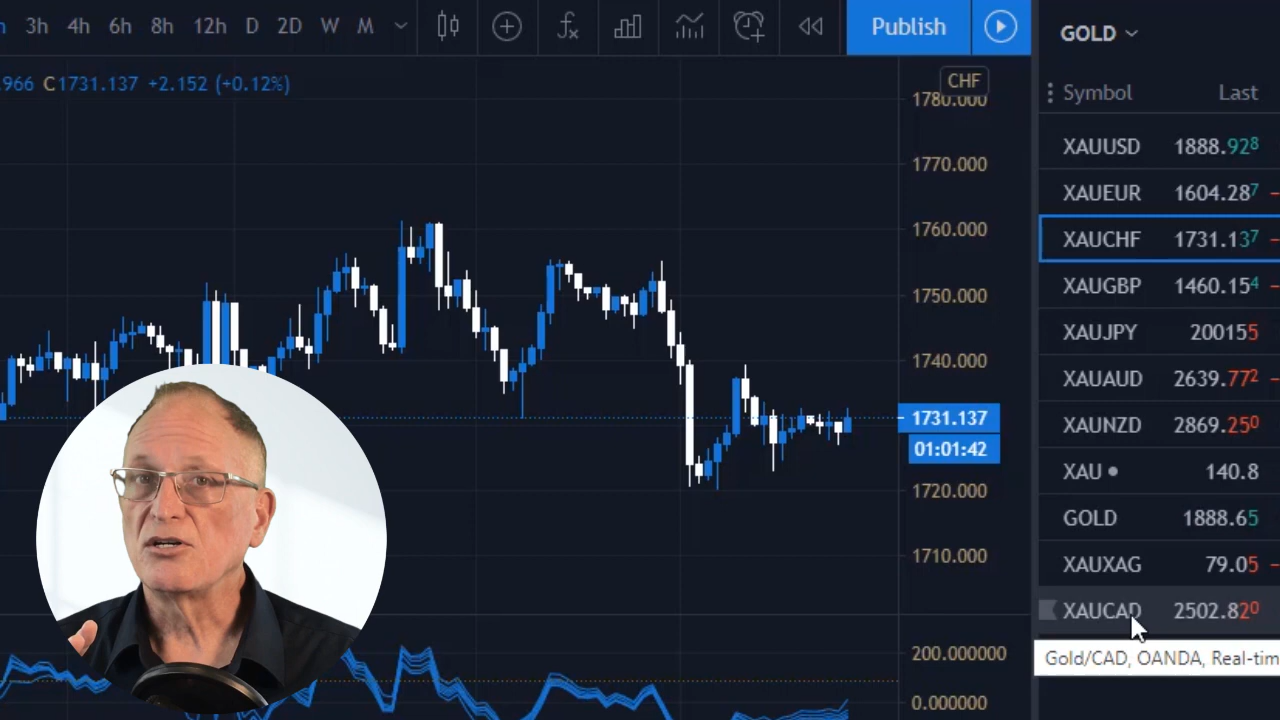 3h 4h 6h 8h 12h D 2D W M Publish
GOLD
.966 C1731.137 +2.152 (+0.12%)
CHF
Symbol Last
1780.000
1770.000
1760.000
1750.000
1740.000
1731.137
01:01:42
1720.000
1710.000
200.000000
0.000000
XAUUSD 1888.928
XAUEUR 1604.287
XAUCHF 1731.137
XAUGBP 1460.154
XAUJPY 200155
XAUAUD 2639.772
XAUNZD 2869.250
XAU 140.8
GOLD 1888.65
XAUXAG 79.05
XAUCAD 2502.820
Gold/CAD, OANDA, Real-tim